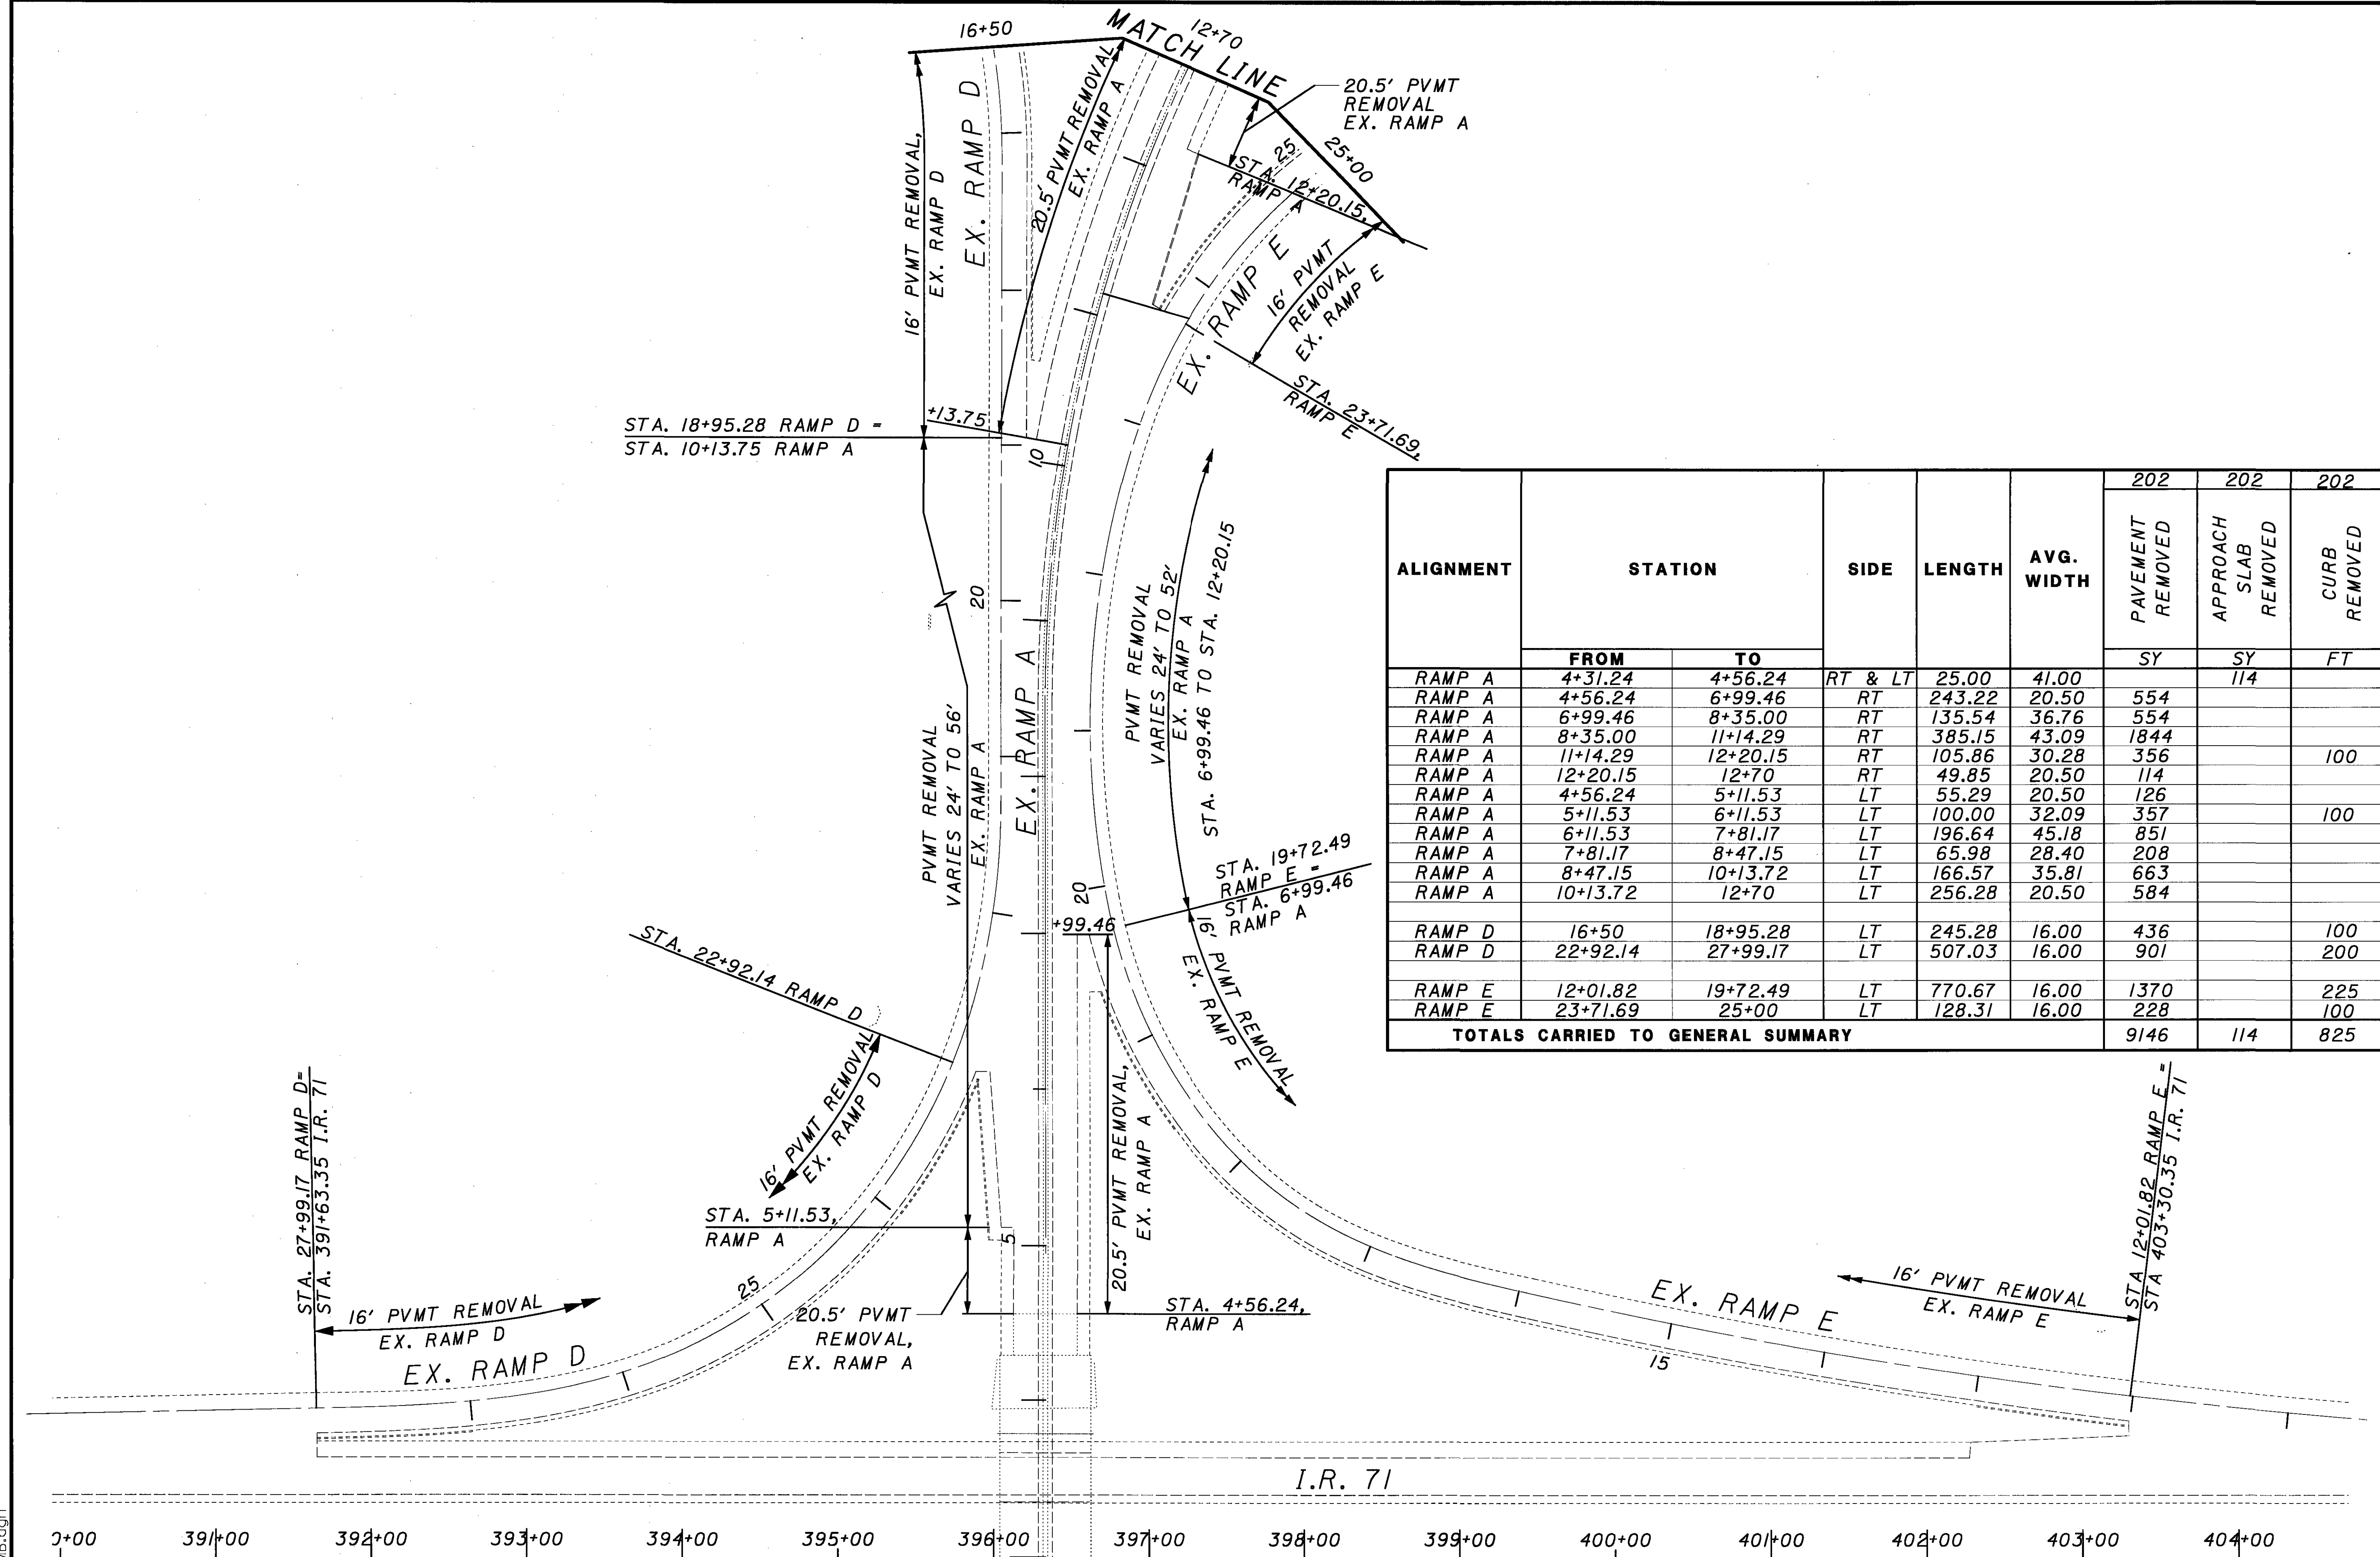 16+50
MATCH LINE
12+70
20.5' PVMT
REMOVAL
EX. RAMP A
25+00
25
16' PVMT REMOVAL,
EX. RAMP D
EX. RAMP D
20.5' PVMT REMOVAL
EX. RAMP A
STA. 12+20.15,
RAMP A
EX. RAMP E
16' PVMT
REMOVAL
EX. RAMP E
STA. 23+71.69,
RAMP E
STA. 18+95.28 RAMP D =
STA. 10+13.75 RAMP A
+13.75
10
20
PVMT REMOVAL
VARIES 24' TO 56'
EX. RAMP A
EX. RAMP A
PVMT REMOVAL
VARIES 24' TO 52'
EX. RAMP A
STA. 6+99.46 TO STA. 12+20.15
STA. 19+72.49
RAMP E =
STA. 6+99.46
RAMP A
20
+99.46
16' PVMT REMOVAL
EX. RAMP E
STA. 22+92.14 RAMP D
16' PVMT REMOVAL
EX. RAMP D
20.5' PVMT REMOVAL,
EX. RAMP A
STA. 5+11.53,
RAMP A
5
STA. 27+99.17 RAMP D=
STA. 391+63.35 I.R. 71
16' PVMT REMOVAL
EX. RAMP D
EX. RAMP D
25
20.5' PVMT
REMOVAL,
EX. RAMP A
STA. 4+56.24,
RAMP A
EX. RAMP E
15
16' PVMT REMOVAL
EX. RAMP E
STA 12+01.82 RAMP E =
STA 403+30.35 I.R. 71
I.R. 71
391+00 392+00 393+00 394+00 395+00 396+00 397+00 398+00 399+00 400+00 401+00 402+00 403+00 404+00
202 202 202
ALIGNMENT STATION SIDE LENGTH AVG. WIDTH PAVEMENT REMOVED APPROACH SLAB REMOVED CURB REMOVED
FROM TO SY SY FT
RAMP A 4+31.24 4+56.24 RT & LT 25.00 41.00 114
RAMP A 4+56.24 6+99.46 RT 243.22 20.50 554
RAMP A 6+99.46 8+35.00 RT 135.54 36.76 554
RAMP A 8+35.00 11+14.29 RT 385.15 43.09 1844
RAMP A 11+14.29 12+20.15 RT 105.86 30.28 356 100
RAMP A 12+20.15 12+70 RT 49.85 20.50 114
RAMP A 4+56.24 5+11.53 LT 55.29 20.50 126
RAMP A 5+11.53 6+11.53 LT 100.00 32.09 357 100
RAMP A 6+11.53 7+81.17 LT 196.64 45.18 851
RAMP A 7+81.17 8+47.15 LT 65.98 28.40 208
RAMP A 8+47.15 10+13.72 LT 166.57 35.81 663
RAMP A 10+13.72 12+70 LT 256.28 20.50 584
RAMP D 16+50 18+95.28 LT 245.28 16.00 436 100
RAMP D 22+92.14 27+99.17 LT 507.03 16.00 901 200
RAMP E 12+01.82 19+72.49 LT 770.67 16.00 1370 225
RAMP E 23+71.69 25+00 LT 128.31 16.00 228 100
TOTALS CARRIED TO GENERAL SUMMARY 9146 114 825